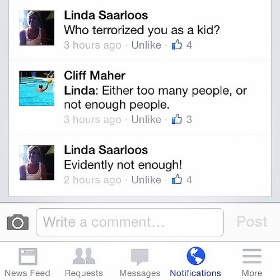 Linda Saarloos
Who terrorized you as a kid?
3 hours ago · Unlike · 4
Cliff Maher
Linda: Either too many people, or
not enough people.
3 hours ago · Unlike · 3
Linda Saarloos
Evidently not enough!
2 hours ago · Unlike · 4
Write a comment... Post
News Feed Requests Messages Notifications More